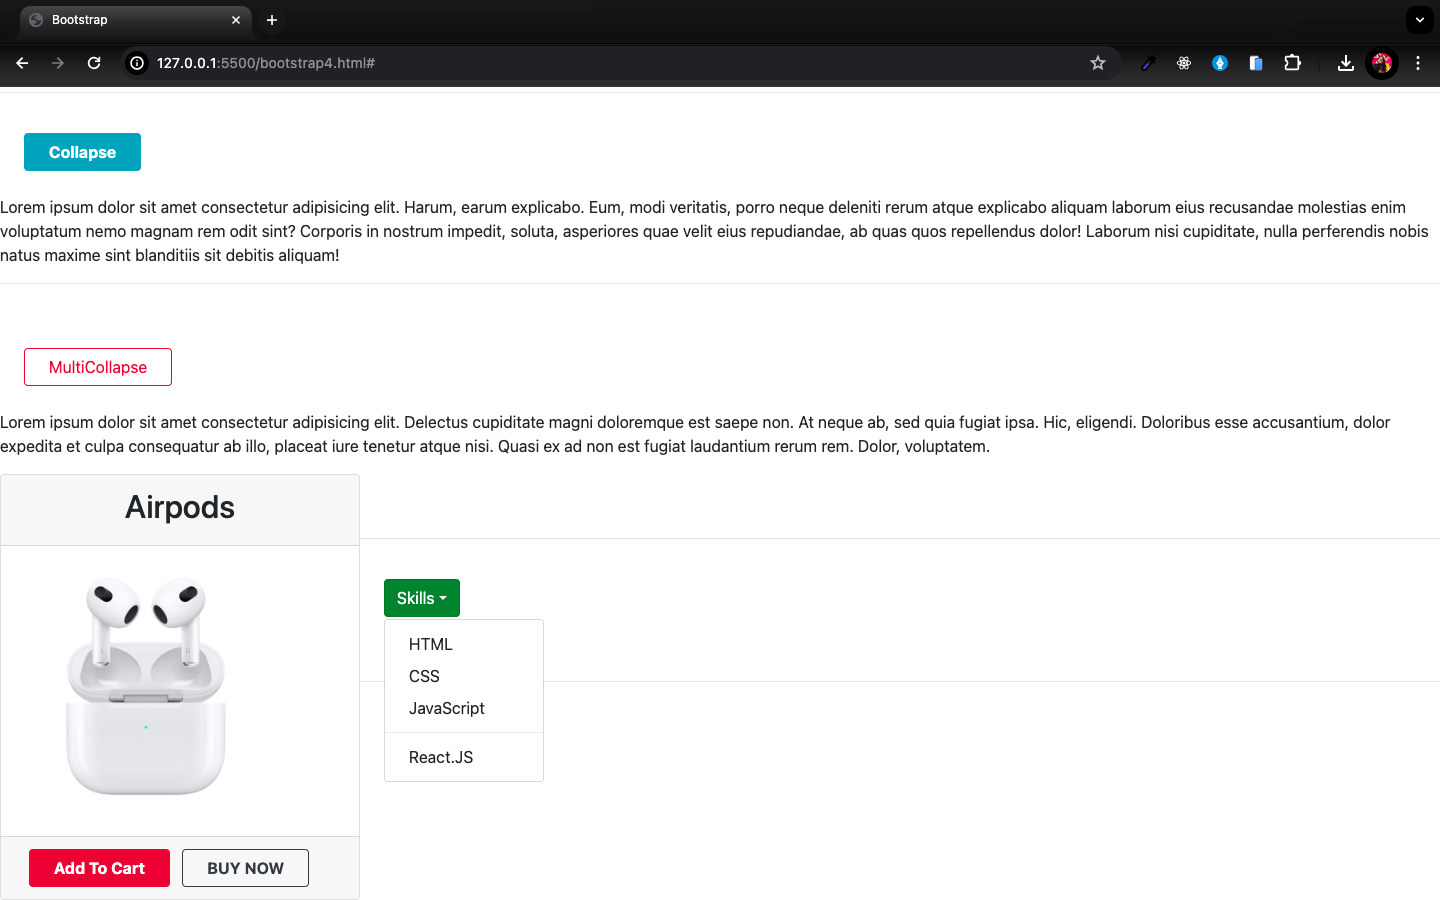 Bootstrap
127.0.0.1:5500/bootstrap4.html#
Collapse
Lorem ipsum dolor sit amet consectetur adipisicing elit. Harum, earum explicabo. Eum, modi veritatis, porro neque deleniti rerum atque explicabo aliquam laborum eius recusandae molestias enim
voluptatum nemo magnam rem odit sint? Corporis in nostrum impedit, soluta, asperiores quae velit eius repudiandae, ab quas quos repellendus dolor! Laborum nisi cupiditate, nulla perferendis nobis
natus maxime sint blanditiis sit debitis aliquam!
MultiCollapse
Lorem ipsum dolor sit amet consectetur adipisicing elit. Delectus cupiditate magni doloremque est saepe non. At neque ab, sed quia fugiat ipsa. Hic, eligendi. Doloribus esse accusantium, dolor
expedita et culpa consequatur ab illo, placeat iure tenetur atque nisi. Quasi ex ad non est fugiat laudantium rerum rem. Dolor, voluptatem.
Airpods
Skills
HTML
CSS
JavaScript
React.JS
Add To Cart
BUY NOW